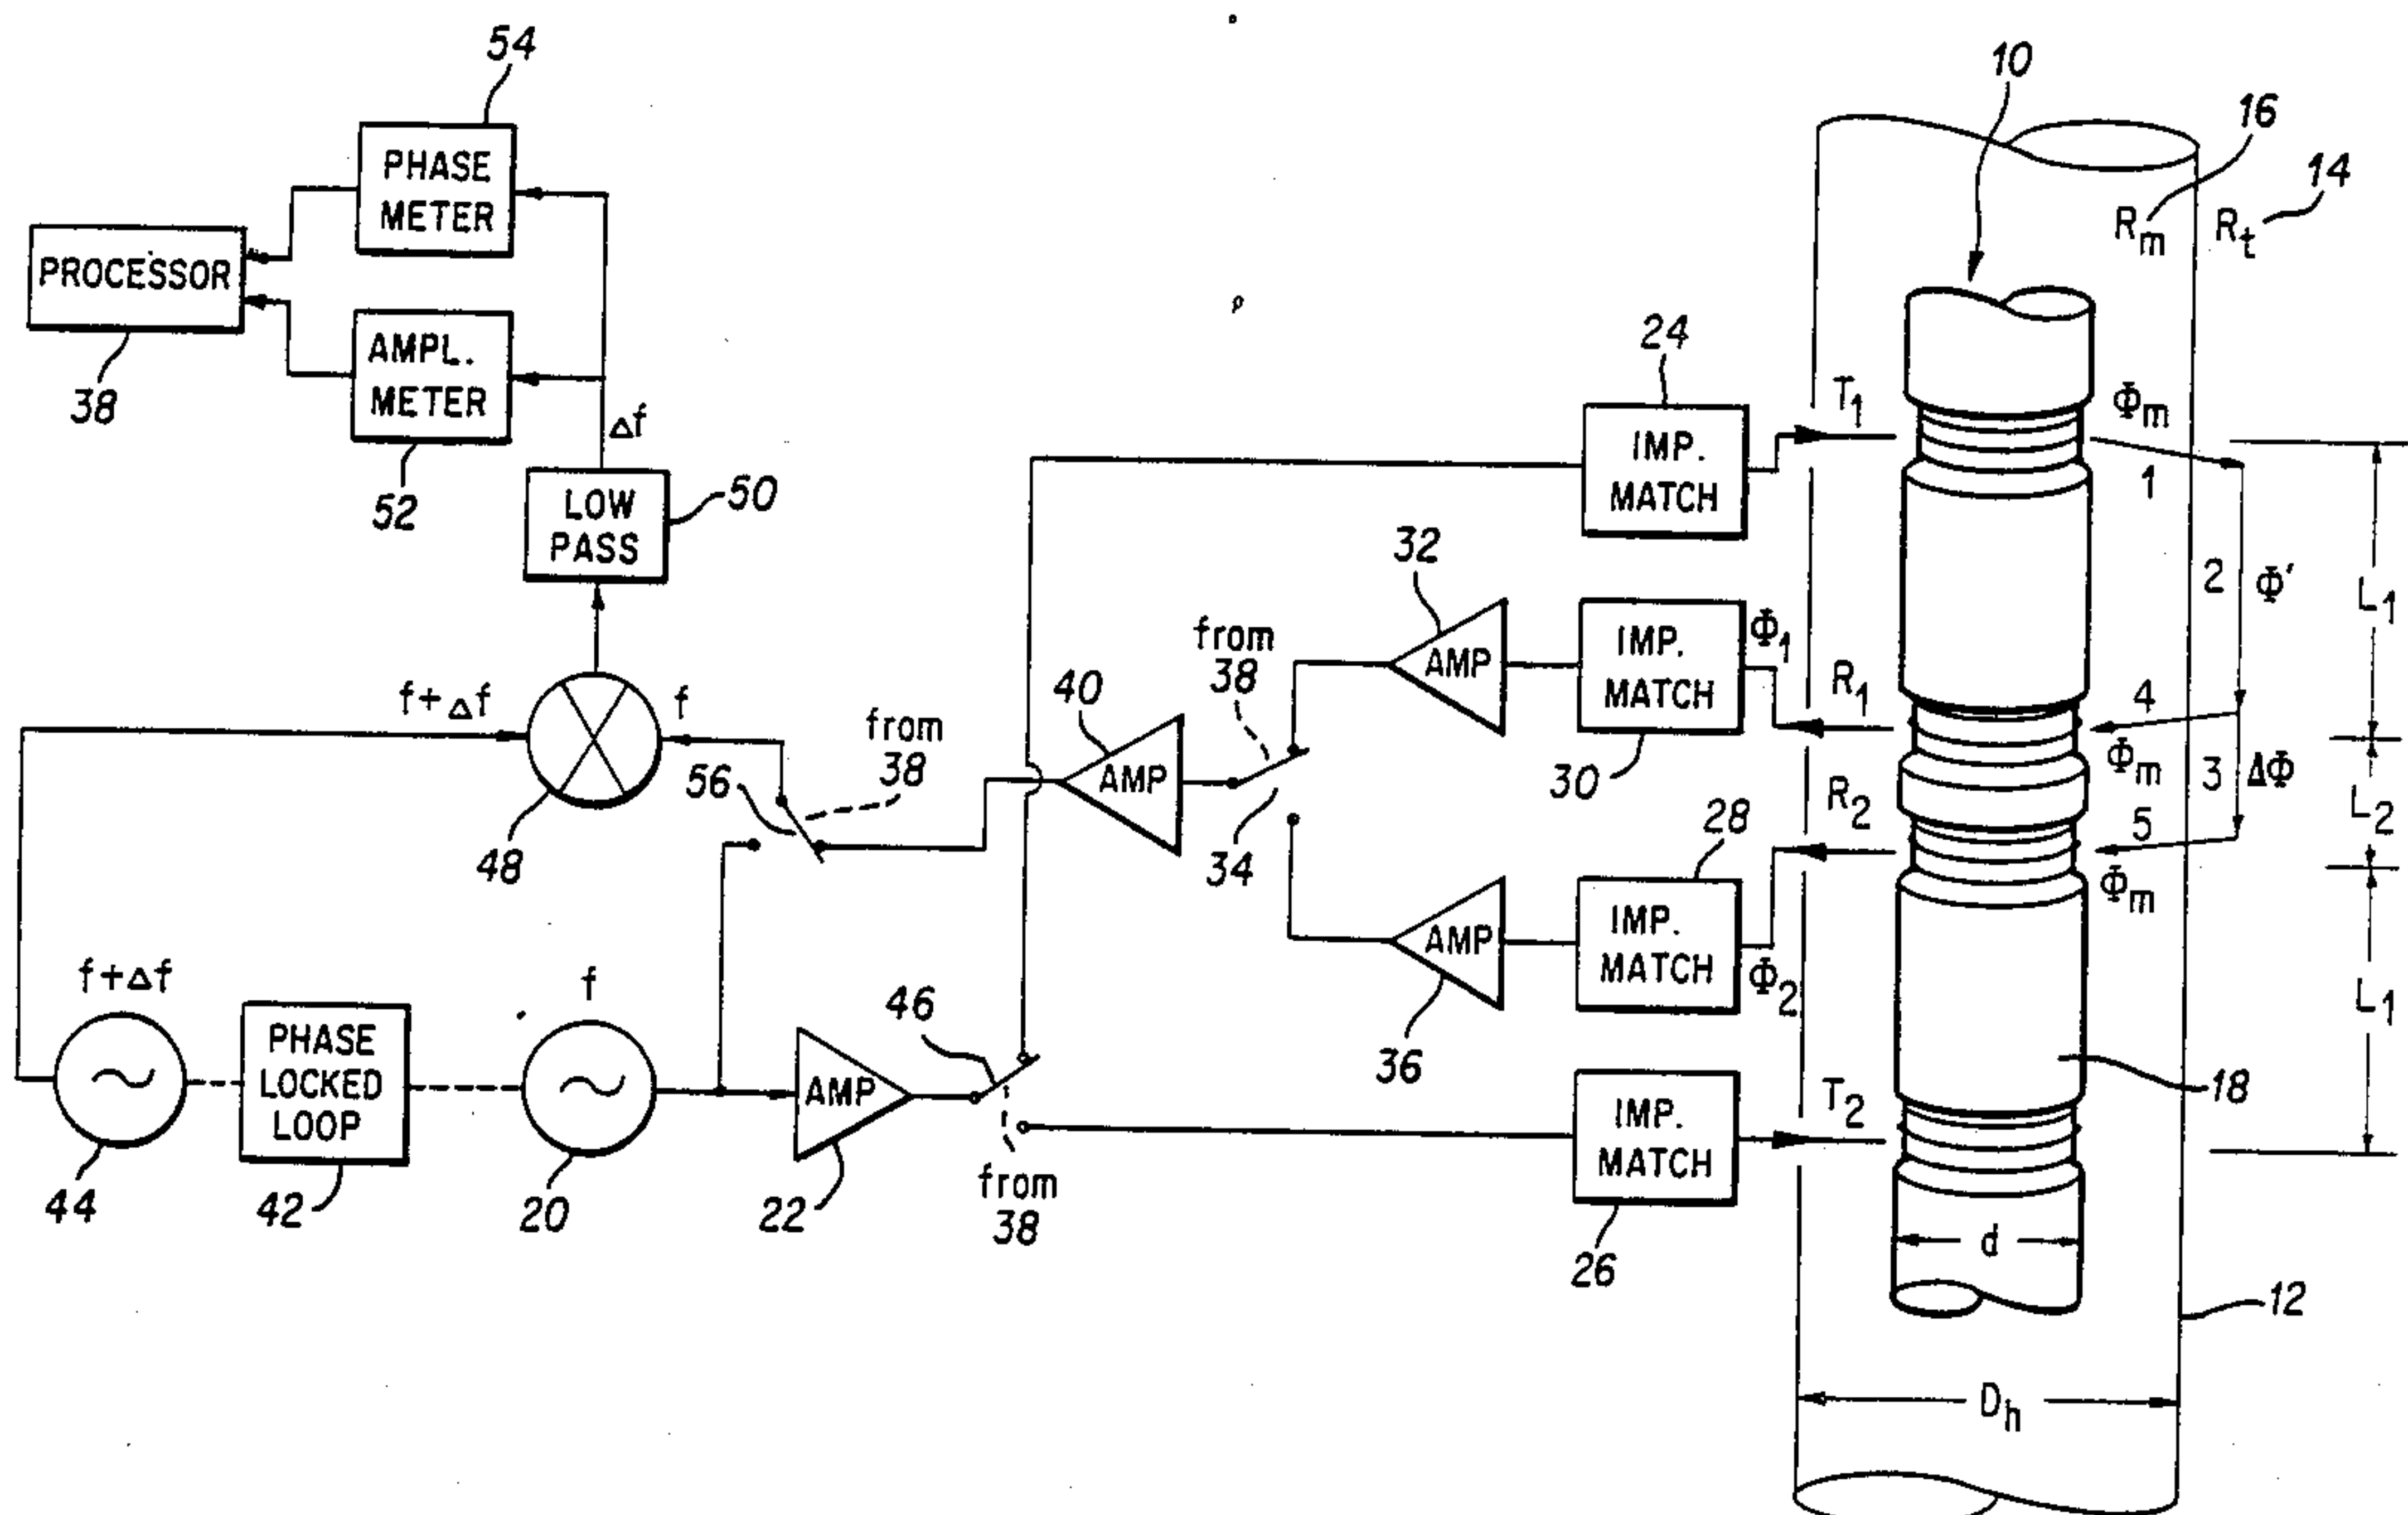 54
PHASE
METER
PROCESSOR
38
AMPL.
METER
52
Δf
LOW
PASS
50
f+Δf
f
48
from
38
56
f+Δf
44
PHASE
LOCKED
LOOP
42
f
20
AMP
22
46
from
38
40
AMP
from
38
34
32
AMP
36
AMP
24
IMP.
MATCH
IMP.
MATCH
30
28
IMP.
MATCH
IMP.
MATCH
26
Φ1
Φ2
T1
R1
R2
T2
10
16
14
Rm
Rt
Φm
1
2
Φ'
L1
4
Φm
3
ΔΦ
L2
5
Φm
L1
18
d
12
Dh